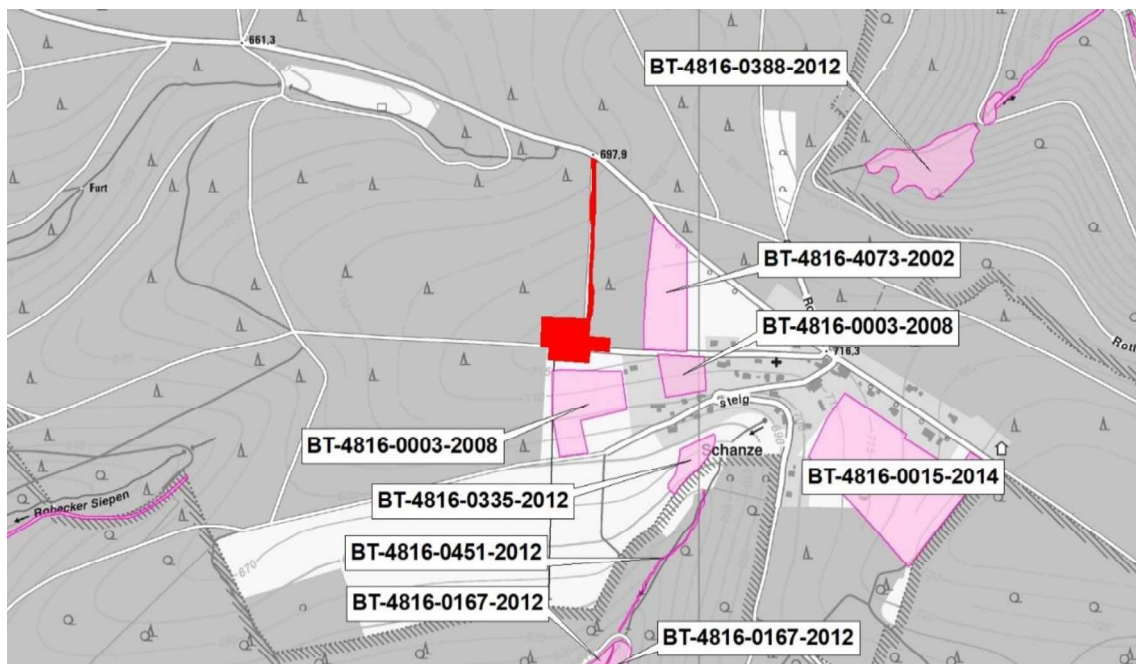 661,3
BT-4816-0388-2012
697,9
Furt
BT-4816-4073-2002
BT-4816-0003-2008
716,3
steig
BT-4816-0003-2008
Schanze
BT-4816-0015-2014
BT-4816-0335-2012
Robecker Siepen
BT-4816-0451-2012
670
BT-4816-0167-2012
BT-4816-0167-2012